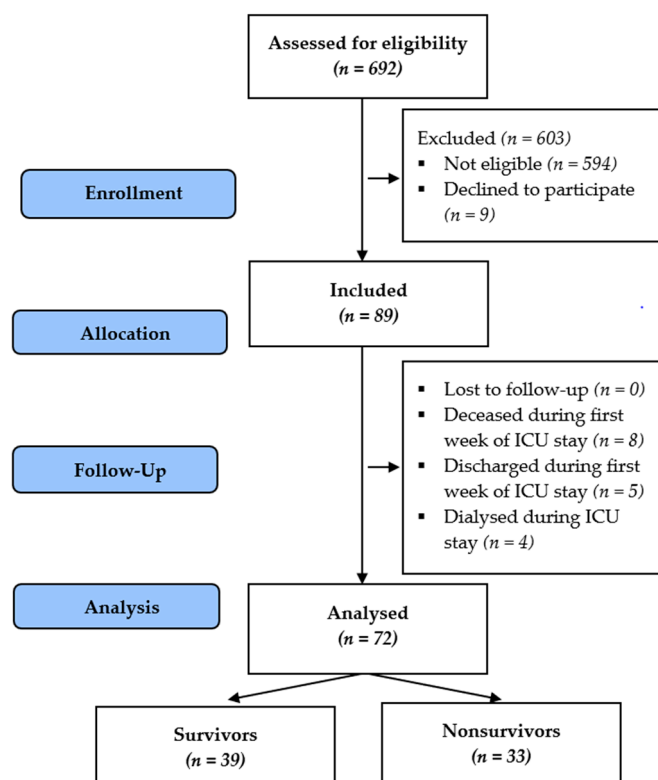 Assessed for eligibility
(n = 692)
Excluded (n = 603)
▪ Not eligible (n = 594)
▪ Declined to participate
(n = 9)
Enrollment
Included
(n = 89)
Allocation
▪ Lost to follow-up (n = 0)
▪ Deceased during first
week of ICU stay (n = 8)
▪ Discharged during first
week of ICU stay (n = 5)
▪ Dialysed during ICU
stay (n = 4)
Follow-Up
Analysis
Analysed
(n = 72)
Survivors
(n = 39)
Nonsurvivors
(n = 33)